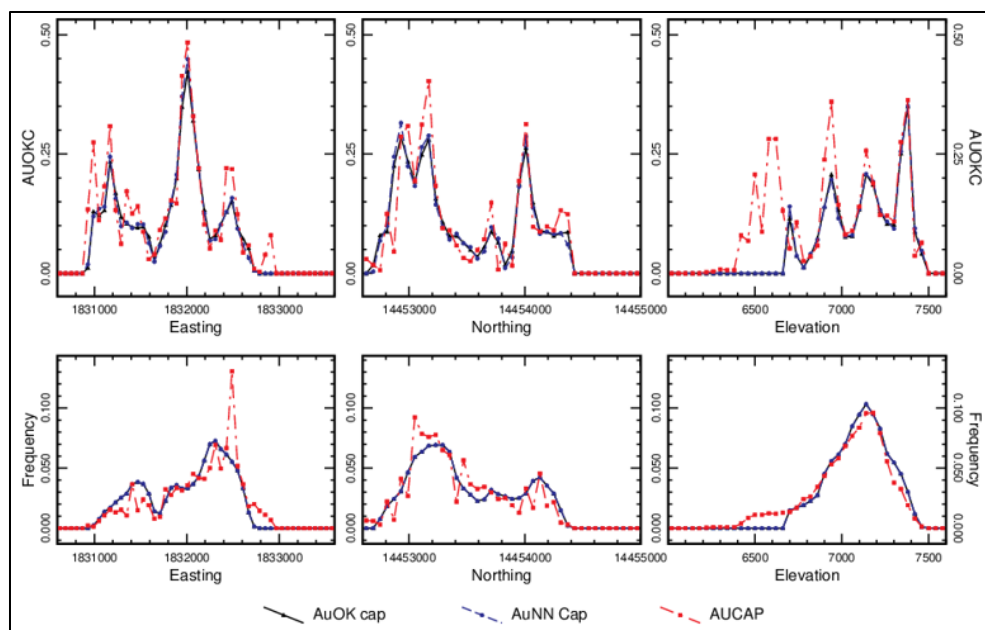 0.50
0.25
0.00
AUOKC
1831000 1832000 1833000
Easting
0.50
0.25
0.00
14453000 14454000 14455000
Northing
0.50
0.25
0.00
AUOKC
6500 7000 7500
Elevation
0.100
0.050
0.000
Frequency
1831000 1832000 1833000
Easting
0.100
0.050
0.000
14453000 14454000 14455000
Northing
0.100
0.050
0.000
Frequency
6500 7000 7500
Elevation
AuOK cap AuNN Cap AUCAP